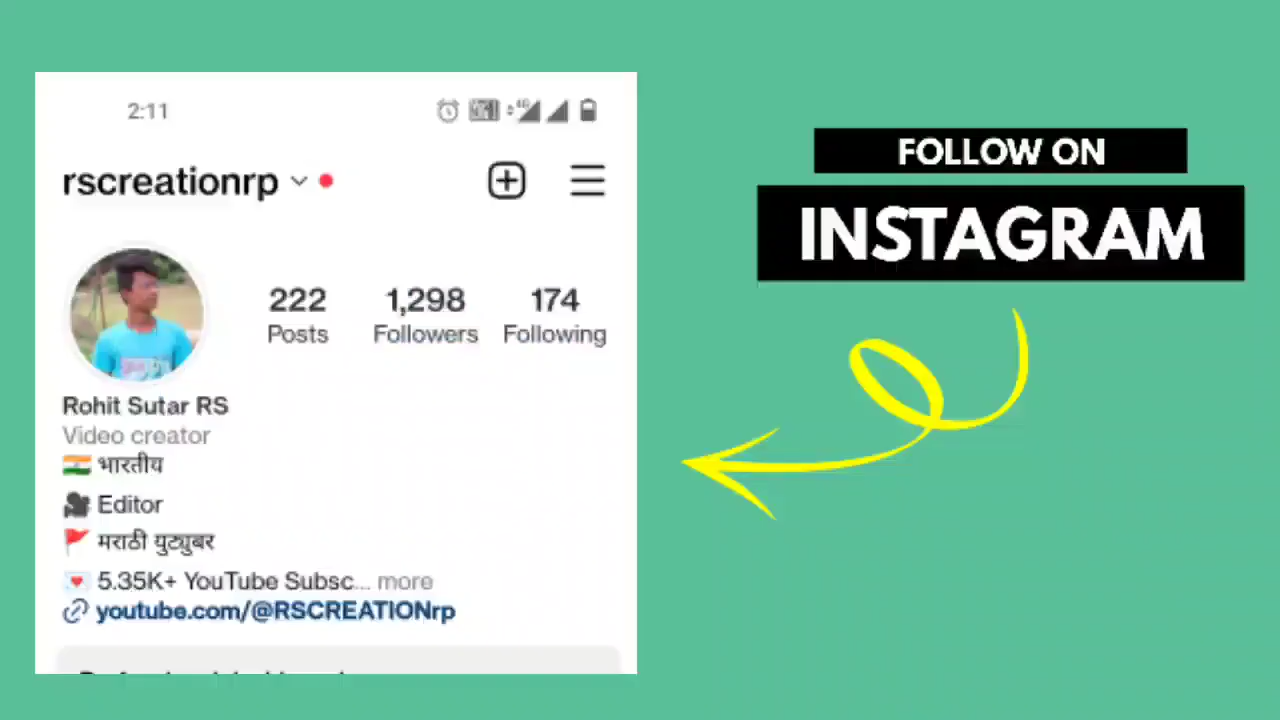 2:11
rscreationrp
222 1,298 174
Posts Followers Following
Rohit Sutar RS
Video creator
भारतीय
Editor
मराठी युट्युबर
5.35K+ YouTube Subsc... more
youtube.com/@RSCREATIONrp
FOLLOW ON
INSTAGRAM